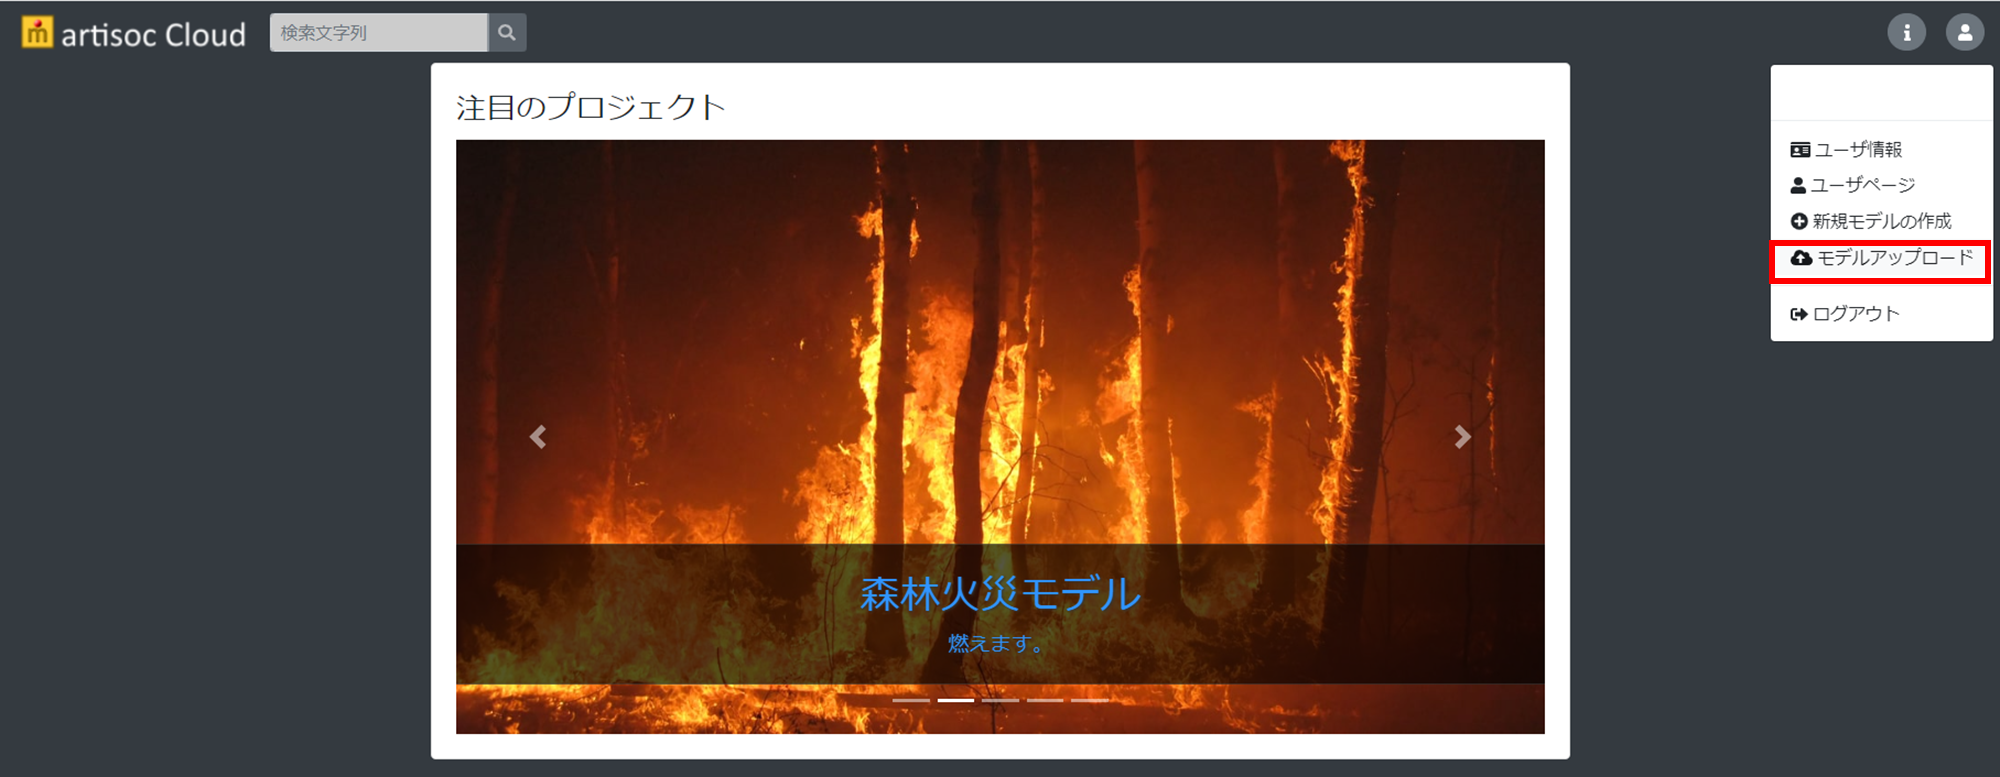 artisoc Cloud
検索文字列
注目のプロジェクト
森林火災モデル
燃えます。
ユーザ情報
ユーザページ
新規モデルの作成
モデルアップロード
ログアウト